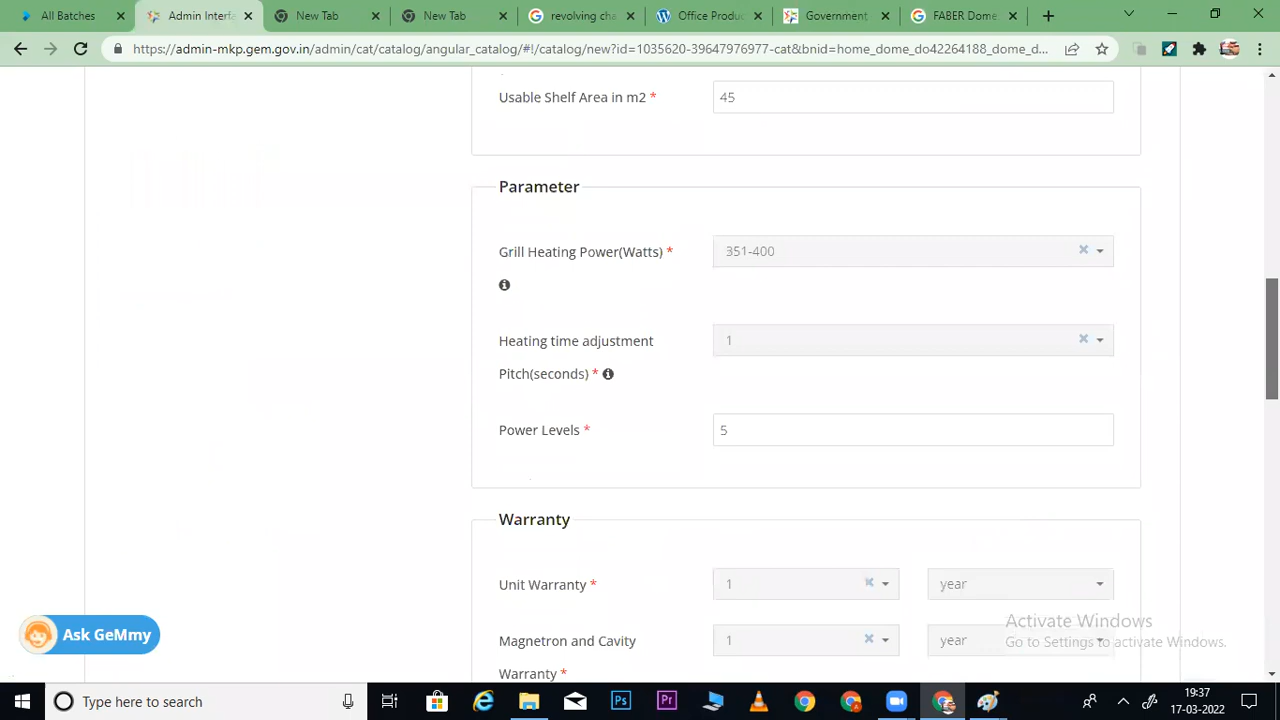 All Batches
Admin Interfa
New Tab
New Tab
revolving cha
Office Produc
Government
FABER Dome
https://admin-mkp.gem.gov.in/admin/cat/catalog/angular_catalog/#!/catalog/new?id=1035620-39647976977-cat&bnid=home_dome_do42264188_dome_d...
Usable Shelf Area in m2 * 45
Parameter
Grill Heating Power(Watts) * 351-400
Heating time adjustment 1
Pitch(seconds) *
Power Levels * 5
Warranty
Unit Warranty * 1 year
Magnetron and Cavity 1 year
Warranty *
Activate Windows
Go to Settings to activate Windows.
Ask GeMmy
Type here to search
19:37
17-03-2022